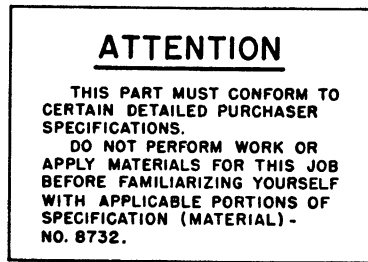 ATTENTION
THIS PART MUST CONFORM TO
CERTAIN DETAILED PURCHASER
SPECIFICATIONS.
DO NOT PERFORM WORK OR
APPLY MATERIALS FOR THIS JOB
BEFORE FAMILIARIZING YOURSELF
WITH APPLICABLE PORTIONS OF
SPECIFICATION (MATERIAL) -
NO. 8732.